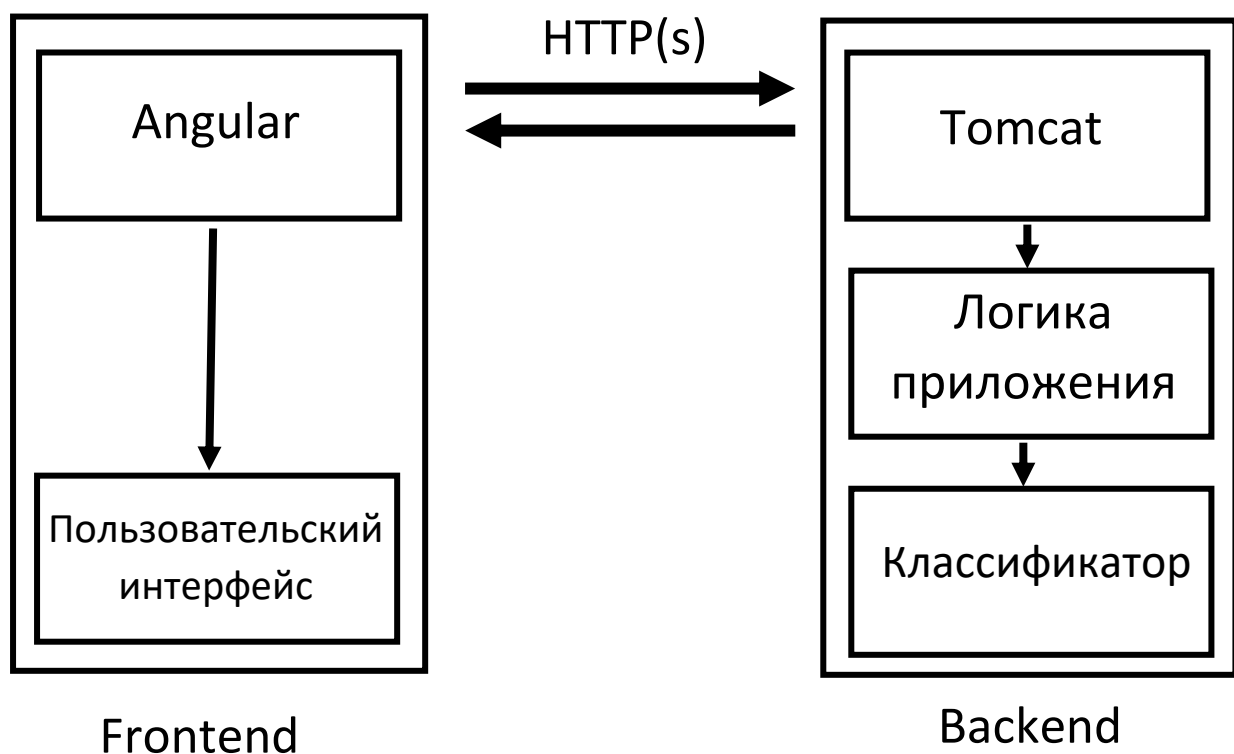 HTTP(s)
Angular
Tomcat
Логика
приложения
Пользовательский
интерфейс
Классификатор
Frontend
Backend